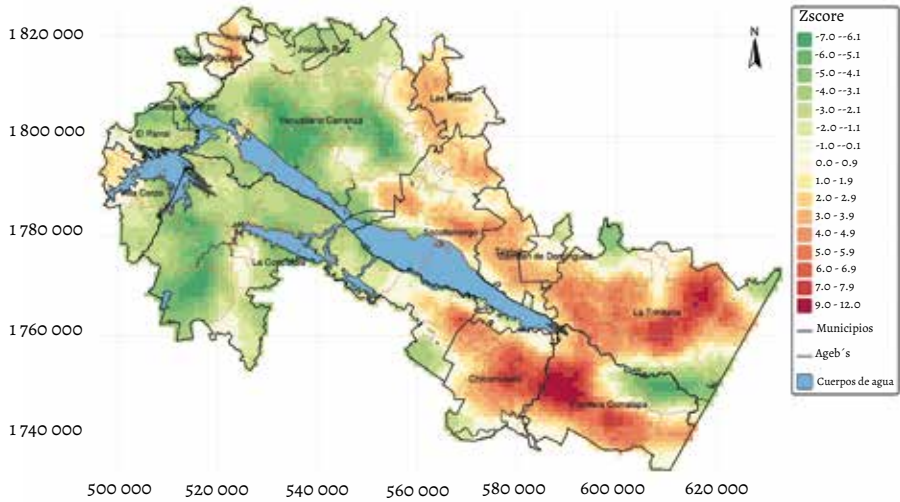 1 820 000
1 800 000
1 780 000
1 760 000
1 740 000
500 000
520 000
540 000
560 000
580 000
600 000
620 000
N
Las Rosas
Venustiano Carranza
El Parral
La Concordia
Socoltenango
La Trinitaria
Chicomuselo
Frontera Comalapa
Zscore
-7.0 --6.1
-6.0 --5.1
-5.0 --4.1
-4.0 --3.1
-3.0 --2.1
-2.0 --1.1
-1.0 --0.1
0.0 - 0.9
1.0 - 1.9
2.0 - 2.9
3.0 - 3.9
4.0 - 4.9
5.0 - 5.9
6.0 - 6.9
7.0 - 7.9
9.0 - 12.0
Municipios
Ageb´s
Cuerpos de agua